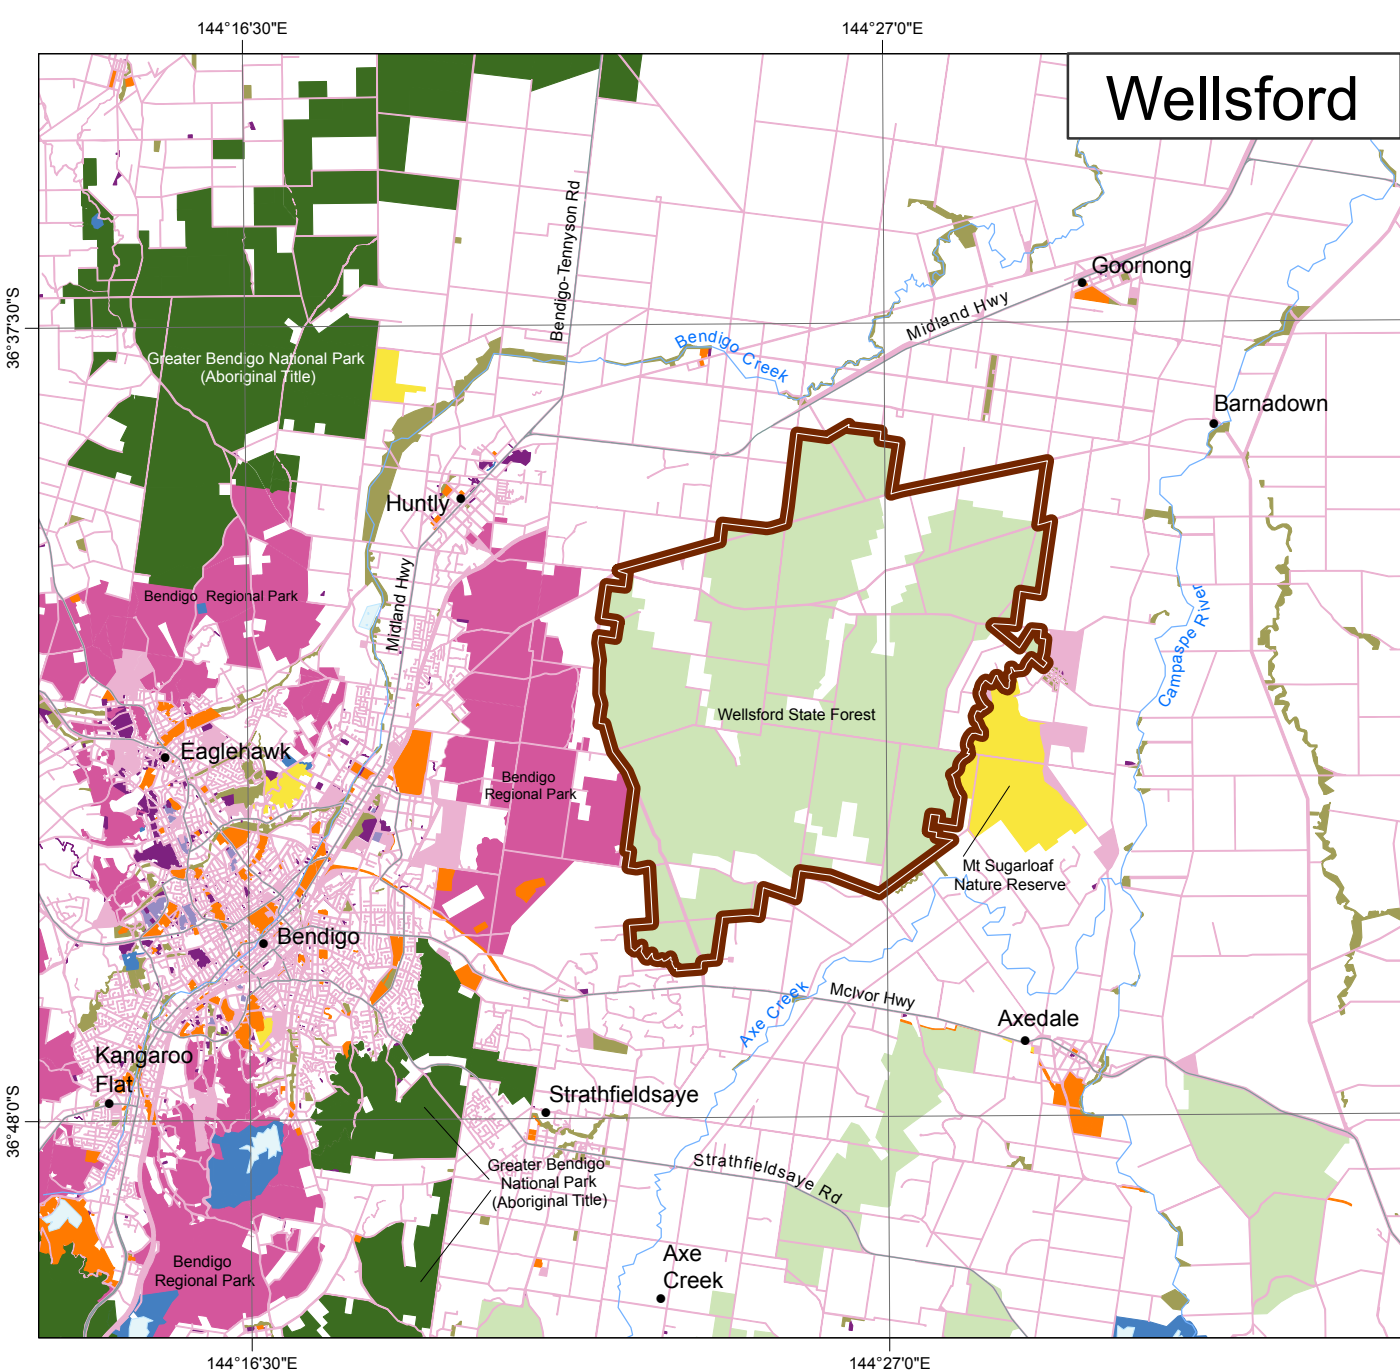 144°16'30"E
144°27'0"E
Wellsford
Goornong
Bendigo-Tennyson Rd
Midland Hwy
36°37'30"S
Bendigo Creek
Greater Bendigo National Park
(Aboriginal Title)
Barnadown
Huntly
Midland Hwy
Bendigo Regional Park
Campaspe River
Wellsford State Forest
Eaglehawk
Bendigo
Regional Park
Mt Sugarloaf
Nature Reserve
Bendigo
McIvor Hwy
Axe Creek
Axedale
Kangaroo
Flat
Strathfieldsaye
36°48'0"S
Greater Bendigo
National Park
(Aboriginal Title)
Strathfieldsaye Rd
Axe
Creek
Bendigo
Regional Park
144°16'30"E
144°27'0"E